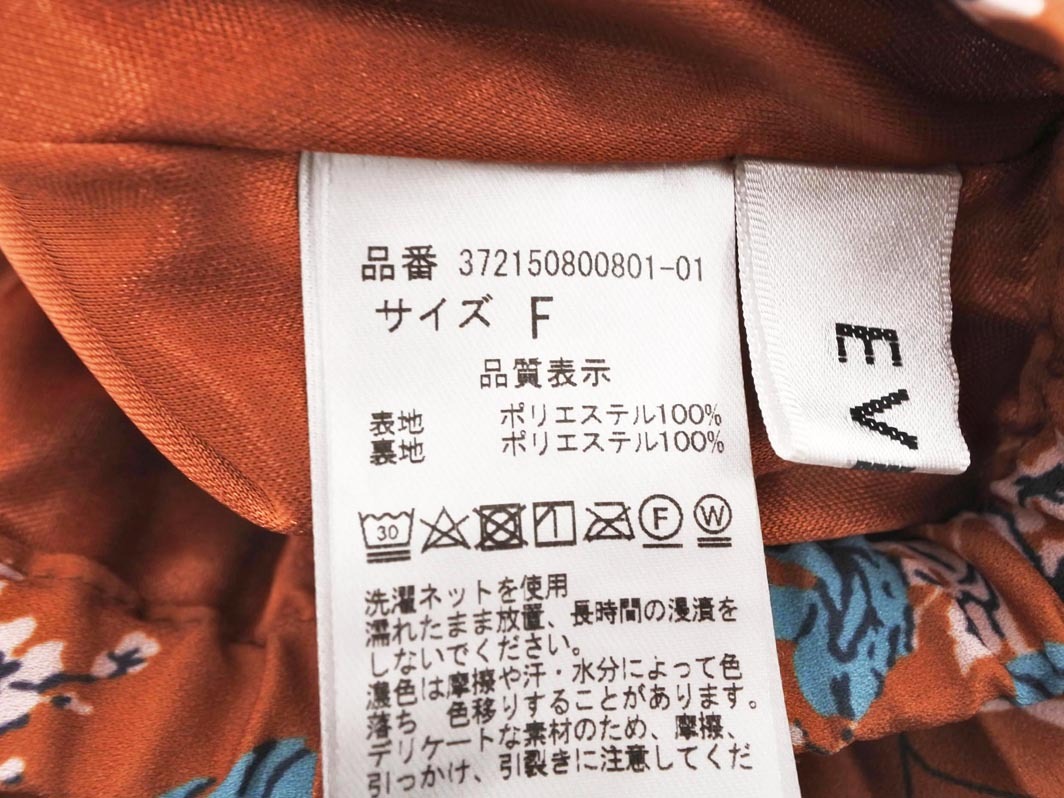 品番 372150800801-01
サイズ F
品質表示
表地 ポリエステル100%
裏地 ポリエステル100%
30 F W
洗濯ネットを使用
濡れたまま放置、長時間の浸漬を
しないでください。
濃色は摩擦や汗・水分によって色
落ち 色移りすることがあります。
デリケートな素材のため、摩擦、
引っかけ、引裂きに注意してくだ
EV